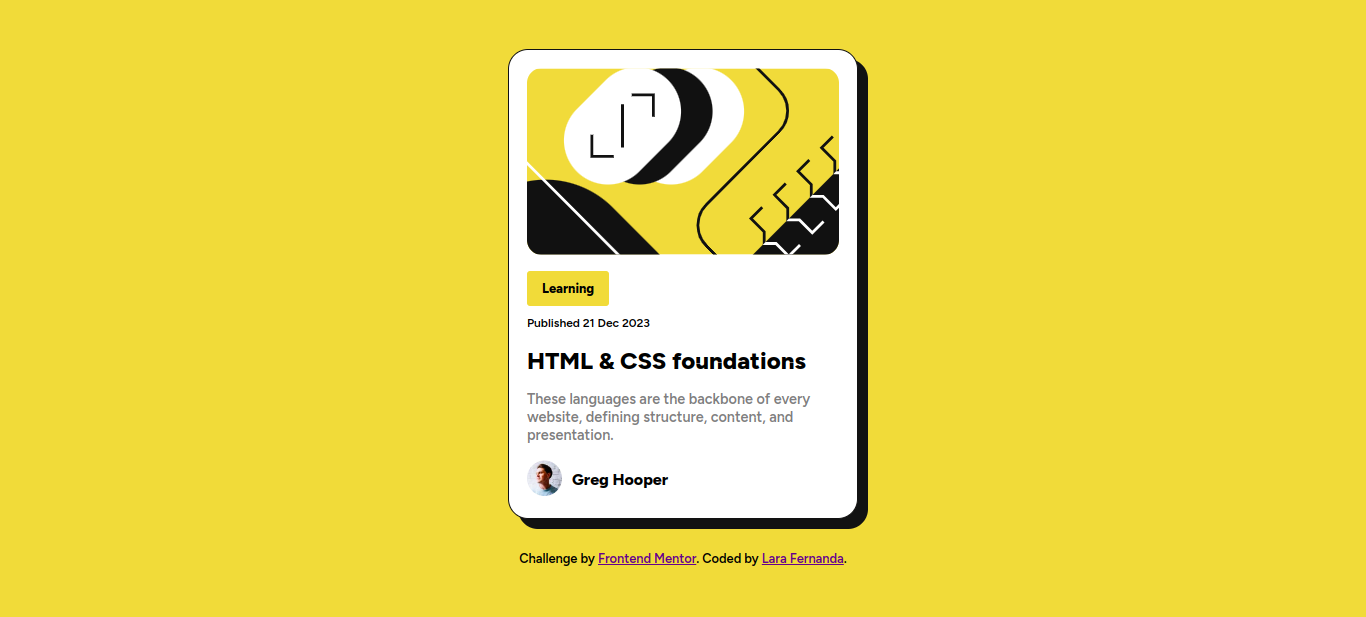 Learning
Published 21 Dec 2023
HTML & CSS foundations
These languages are the backbone of every
website, defining structure, content, and
presentation.
Greg Hooper
Challenge by Frontend Mentor. Coded by Lara Fernanda.